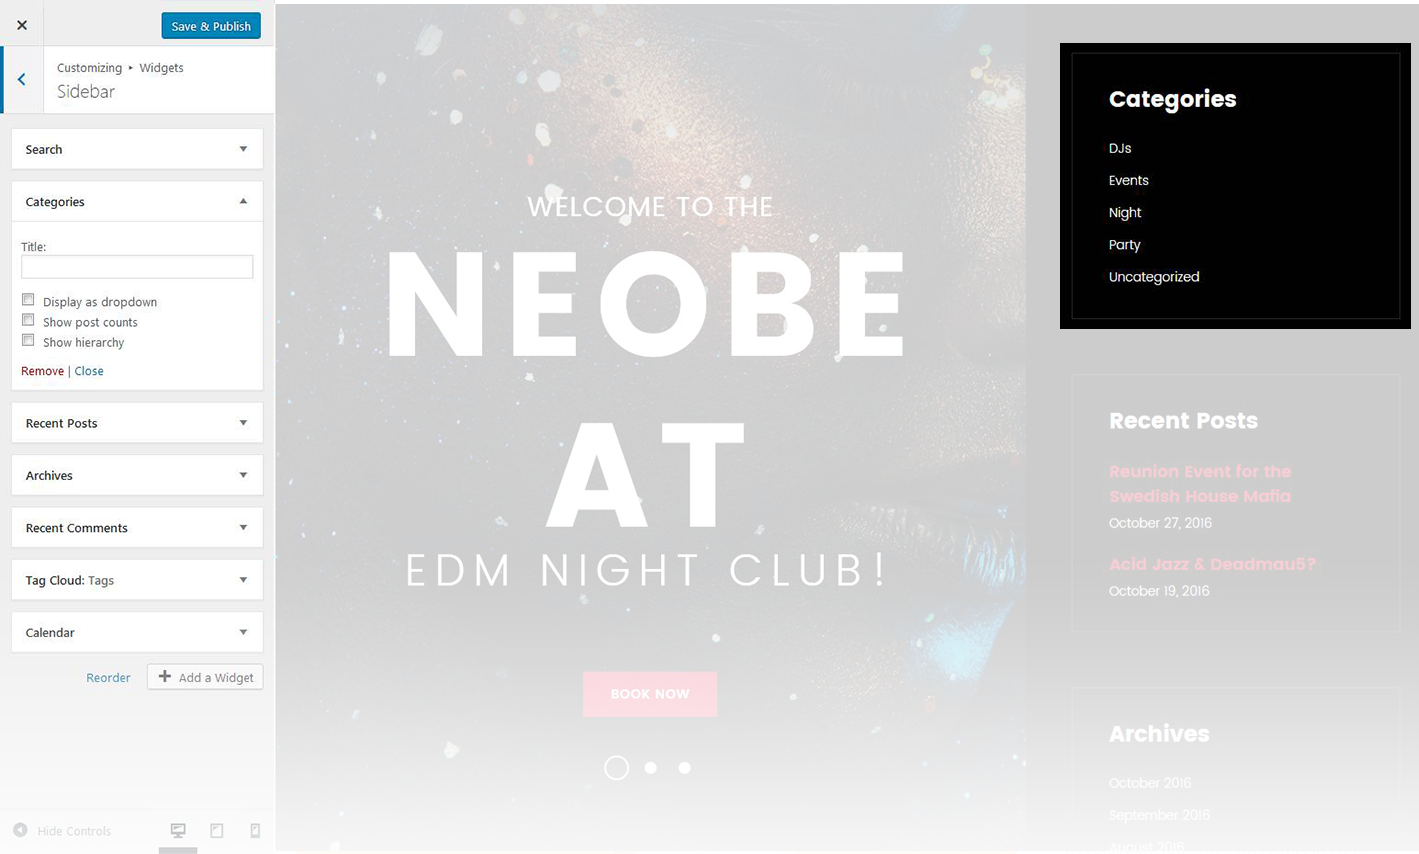 Save & Publish
Customizing ▸ Widgets
Sidebar
Search
Categories
Title:
Display as dropdown
Show post counts
Show hierarchy
Remove | Close
Recent Posts
Archives
Recent Comments
Tag Cloud: Tags
Calendar
Reorder
Add a Widget
Hide Controls
WELCOME TO THE
NEOBE
AT
EDM NIGHT CLUB!
BOOK NOW
Categories
DJs
Events
Night
Party
Uncategorized
Recent Posts
Reunion Event for the
Swedish House Mafia
October 27, 2016
Acid Jazz & Deadmau5?
October 19, 2016
Archives
October 2016
September 2016
August 2016